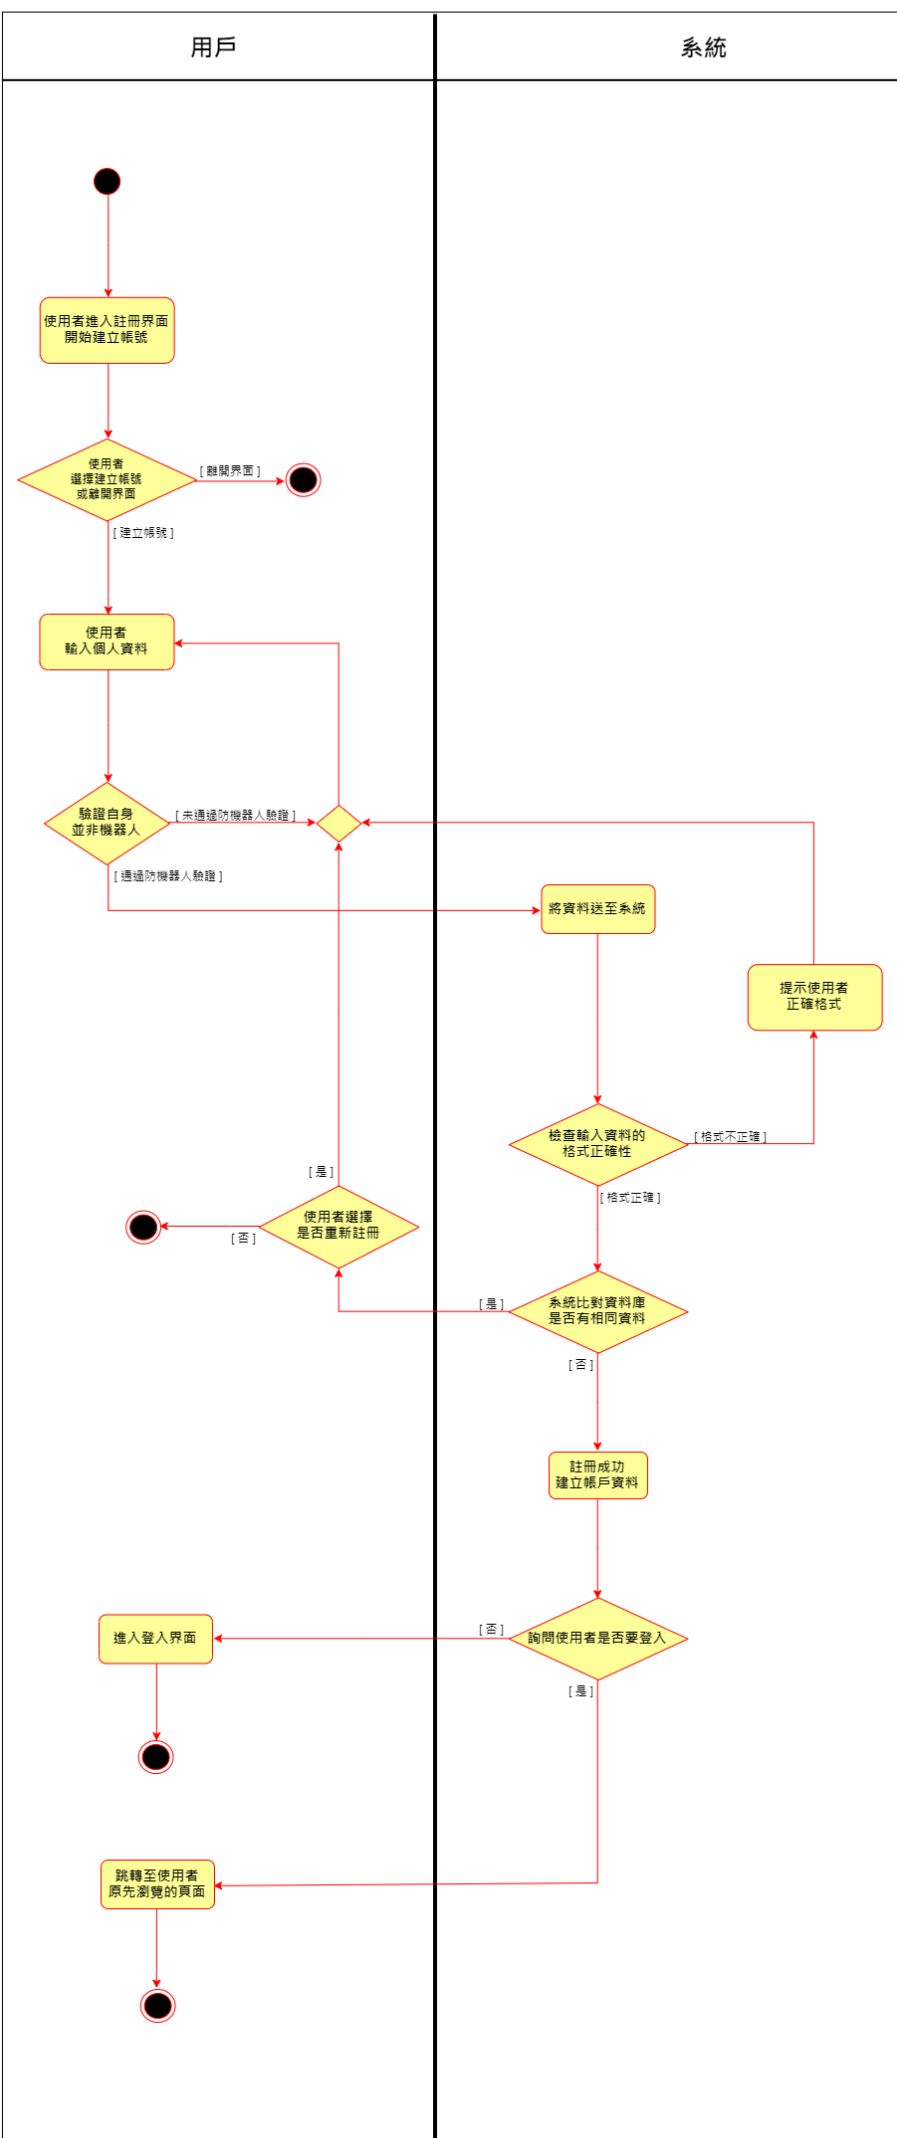 用戶
系統
使用者進入註冊界面
開始建立帳號
使用者
選擇建立帳號
或離開界面
[ 離開界面 ]
[ 建立帳號 ]
使用者
輸入個人資料
驗證自身
並非機器人
[ 未通過防機器人驗證 ]
[ 通過防機器人驗證 ]
將資料送至系統
提示使用者
正確格式
檢查輸入資料的
格式正確性
[ 格式不正確 ]
[ 格式正確 ]
[ 是 ]
使用者選擇
是否重新註冊
[ 否 ]
系統比對資料庫
是否有相同資料
[ 是 ]
[ 否 ]
註冊成功
建立帳戶資料
詢問使用者是否要登入
[ 否 ]
進入登入界面
[ 是 ]
跳轉至使用者
原先瀏覽的頁面